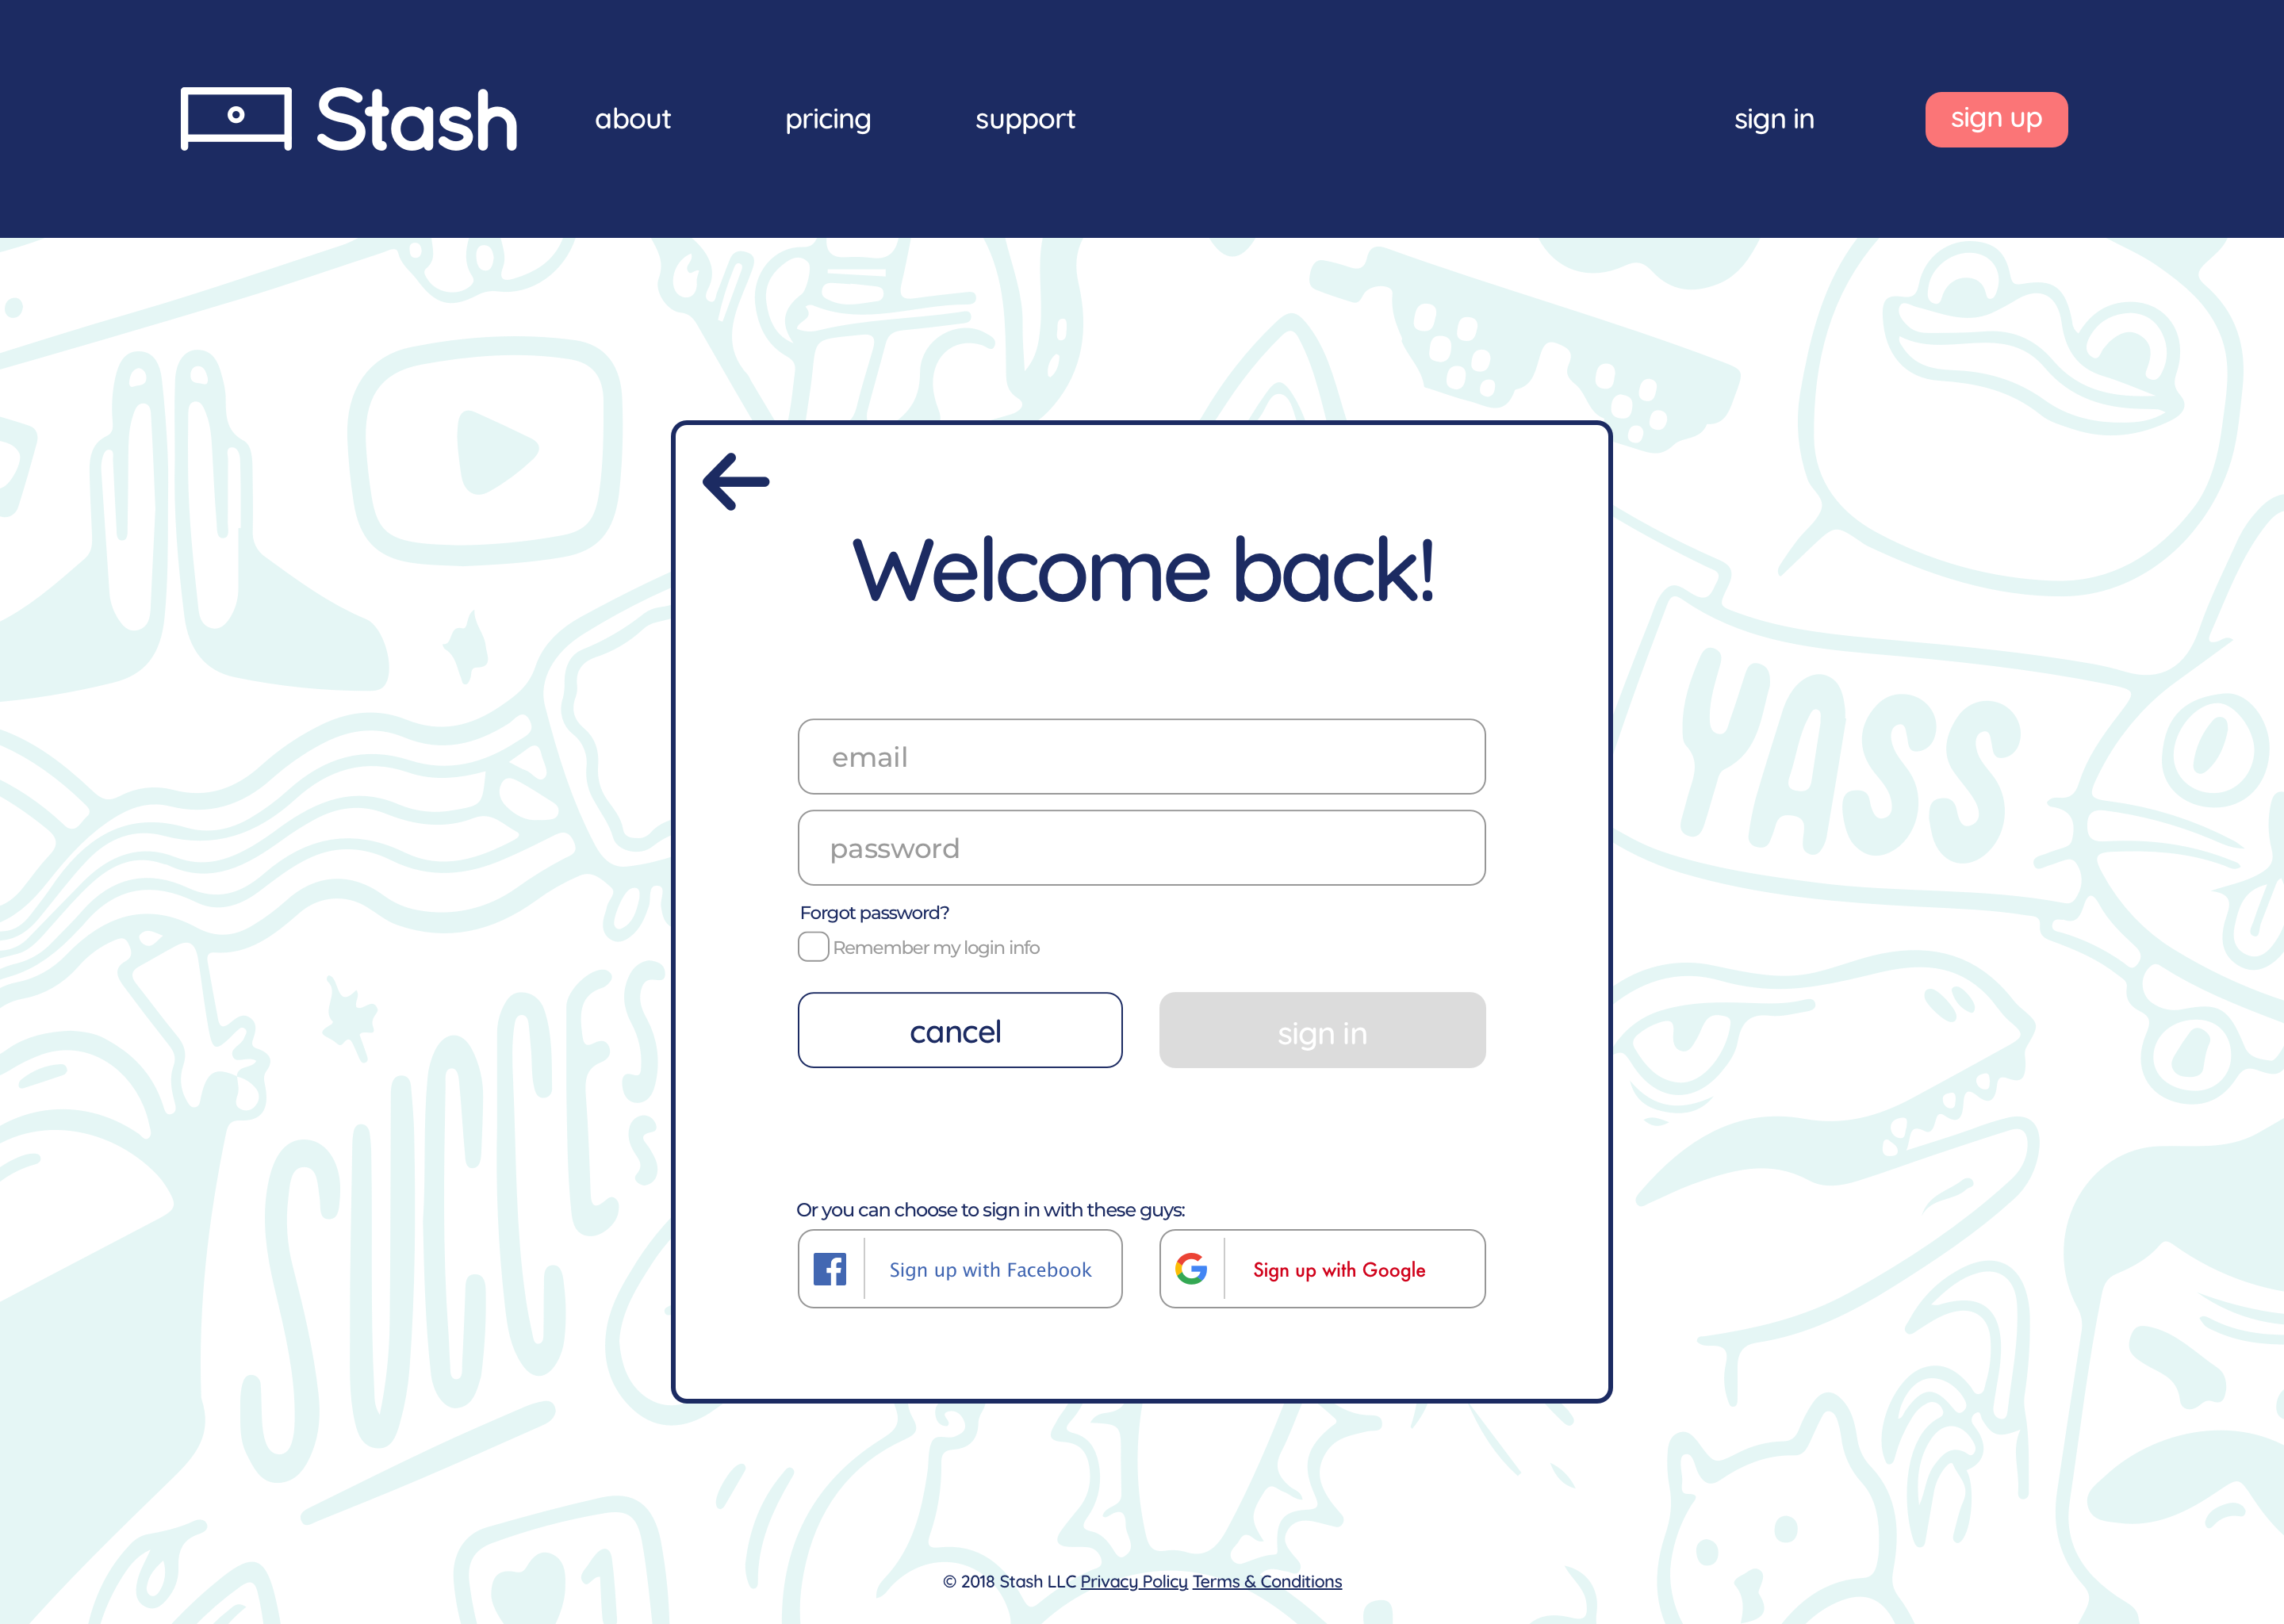 Stash about pricing support sign in sign up
Welcome back!
YASS
email
password
Forgot password?
Remember my login info
cancel sign in
SUCCESS
Or you can choose to sign in with these guys:
Sign up with Facebook Sign up with Google
1
© 2018 Stash LLC Privacy Policy Terms & Conditions